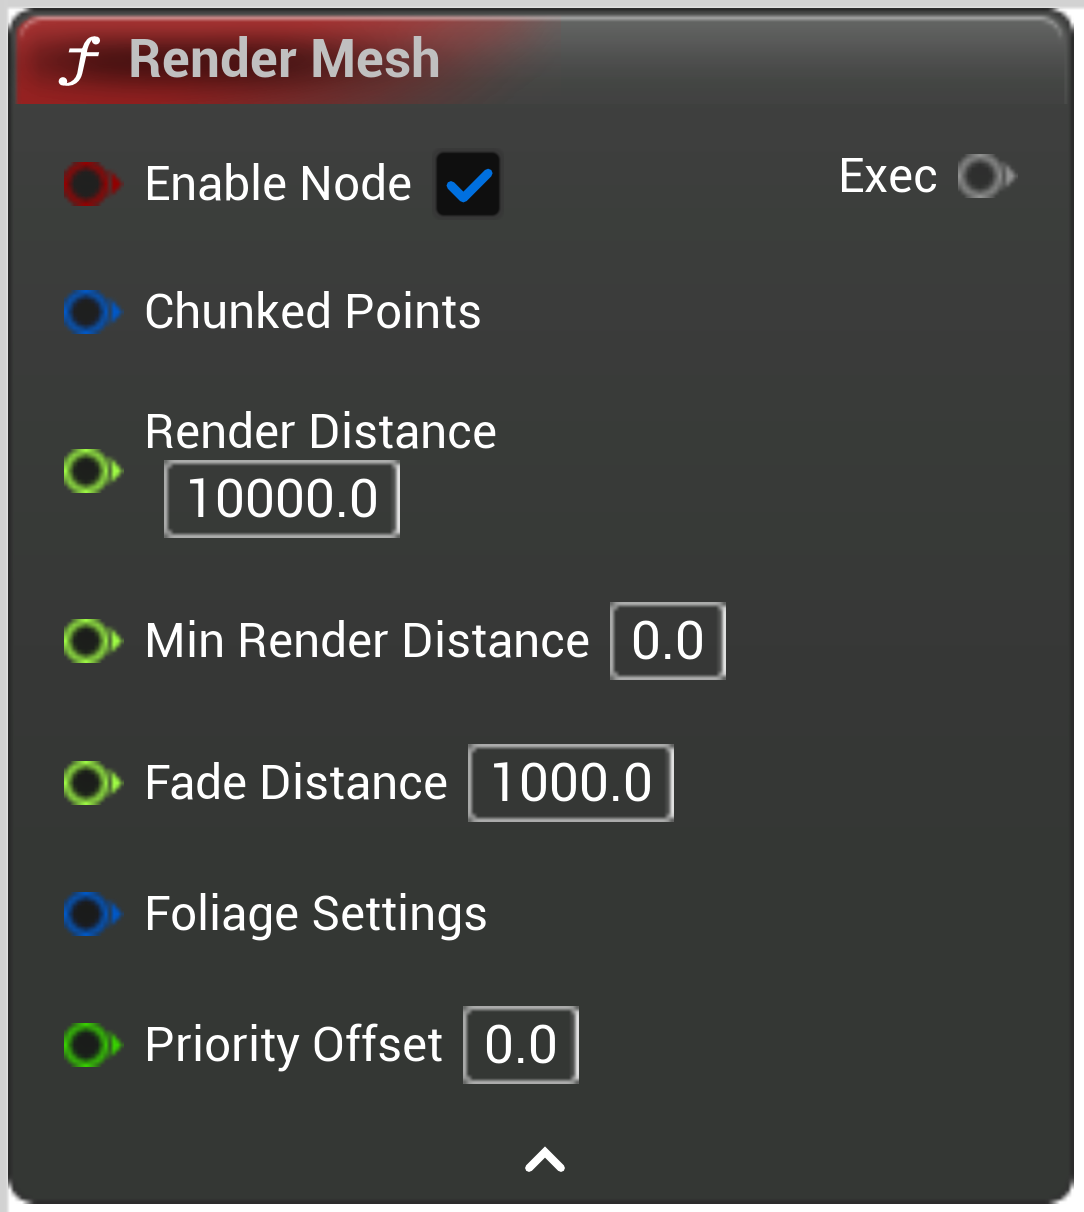 f Render Mesh
Enable Node
Exec
Chunked Points
Render Distance
10000.0
Min Render Distance 0.0
Fade Distance 1000.0
Foliage Settings
Priority Offset 0.0